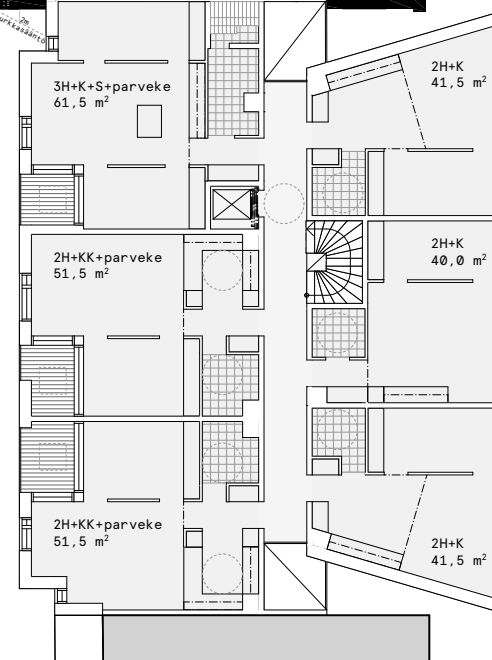 2m
3H+K+S+parveke
61,5 m²
2H+K
41,5 m²
2H+KK+parveke
51,5 m²
2H+K
40,0 m²
2H+KK+parveke
51,5 m²
2H+K
41,5 m²